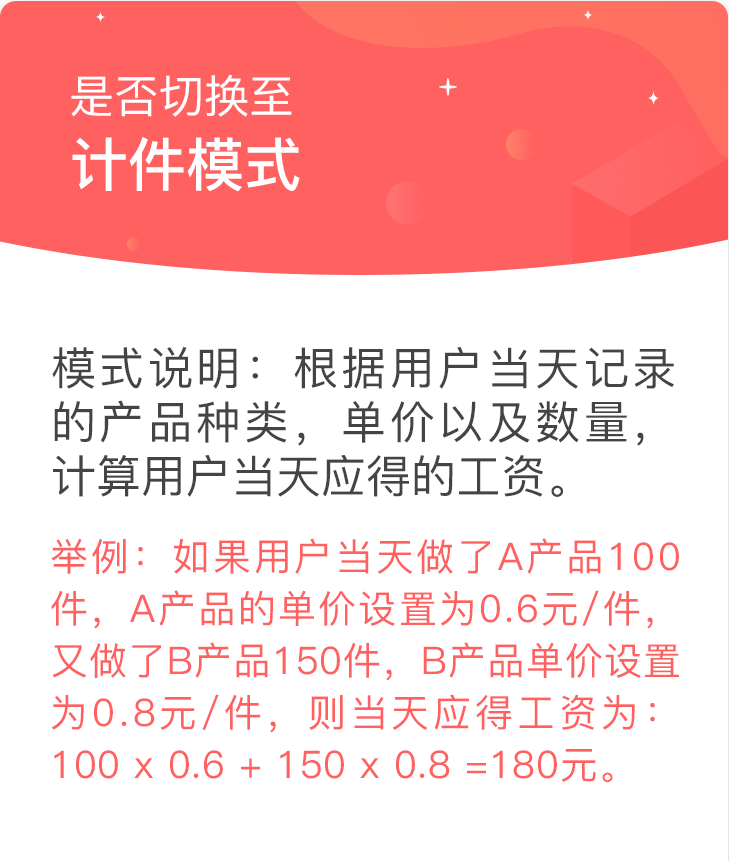 是否切换至
计件模式
模式说明：根据用户当天记录
的产品种类，单价以及数量，
计算用户当天应得的工资。
举例：如果用户当天做了A产品100
件，A产品的单价设置为0.6元/件，
又做了B产品150件，B产品单价设置
为0.8元/件，则当天应得工资为：
100 x 0.6 + 150 x 0.8 =180元。